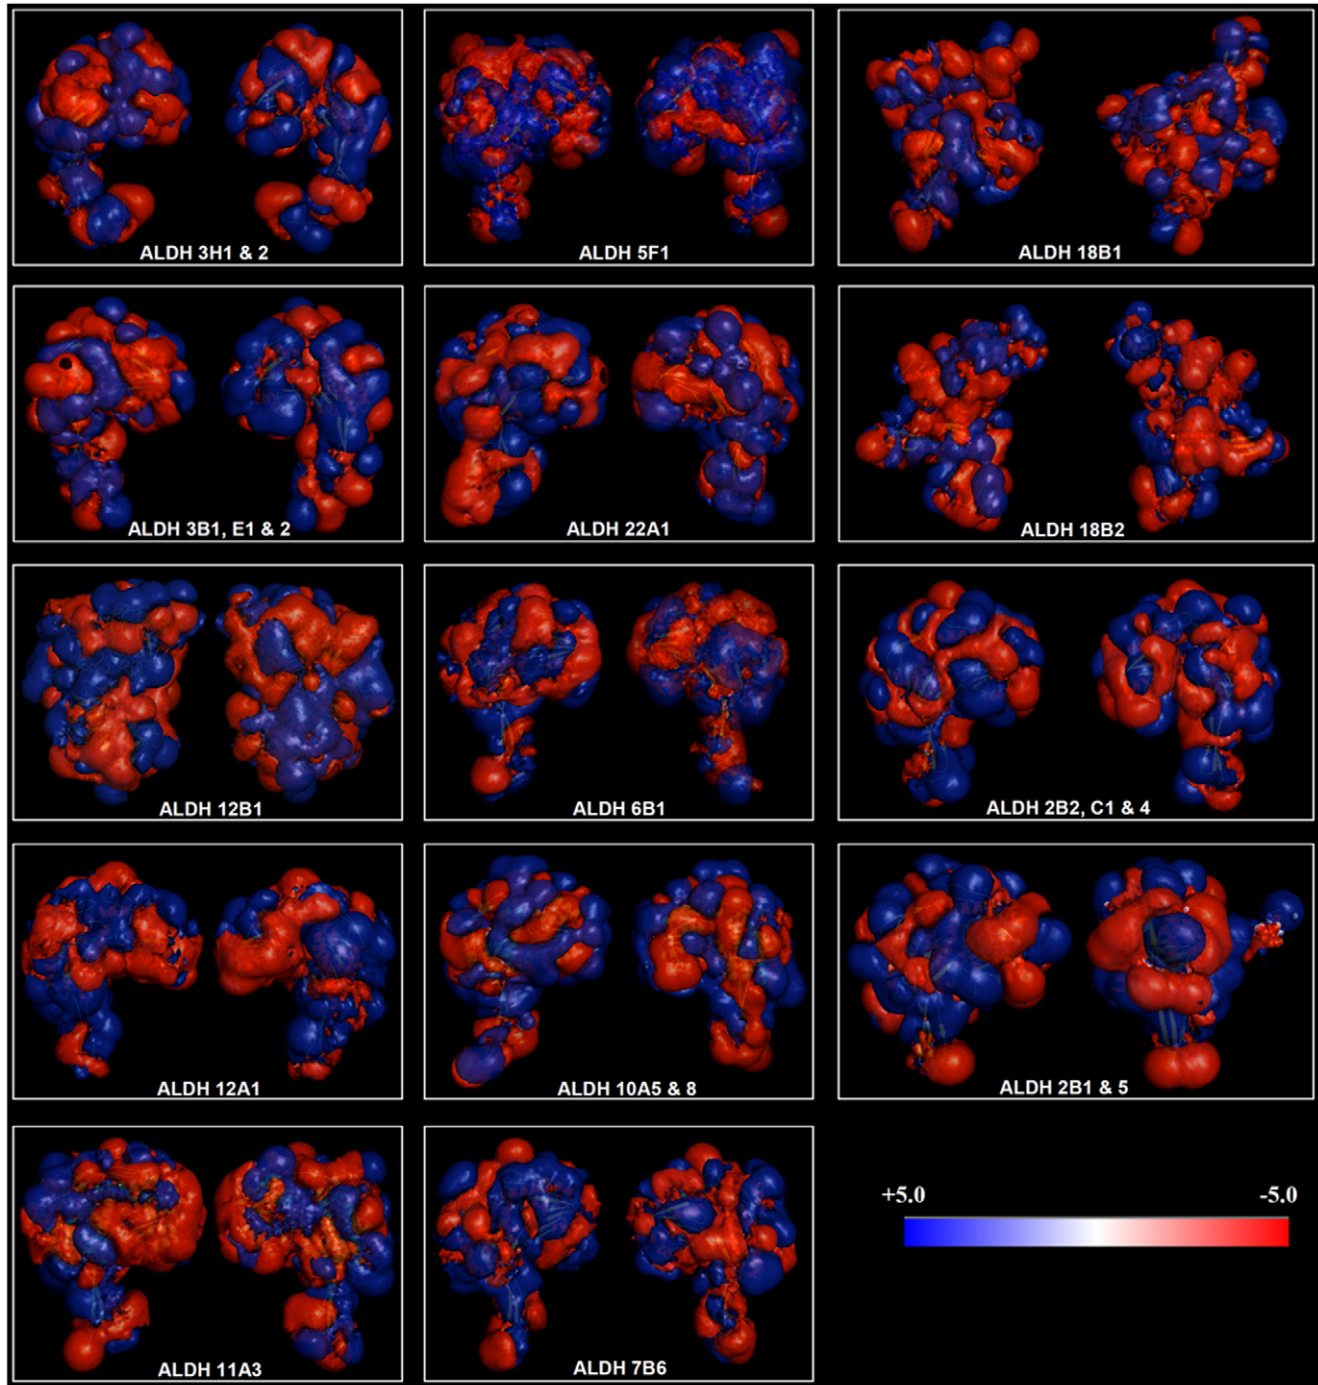 ALDH 3H1 & 2
ALDH 5F1
ALDH 18B1
ALDH 3B1, E1 & 2
ALDH 22A1
ALDH 18B2
ALDH 12B1
ALDH 6B1
ALDH 2B2, C1 & 4
ALDH 12A1
ALDH 10A5 & 8
ALDH 2B1 & 5
ALDH 11A3
ALDH 7B6
+5.0
-5.0